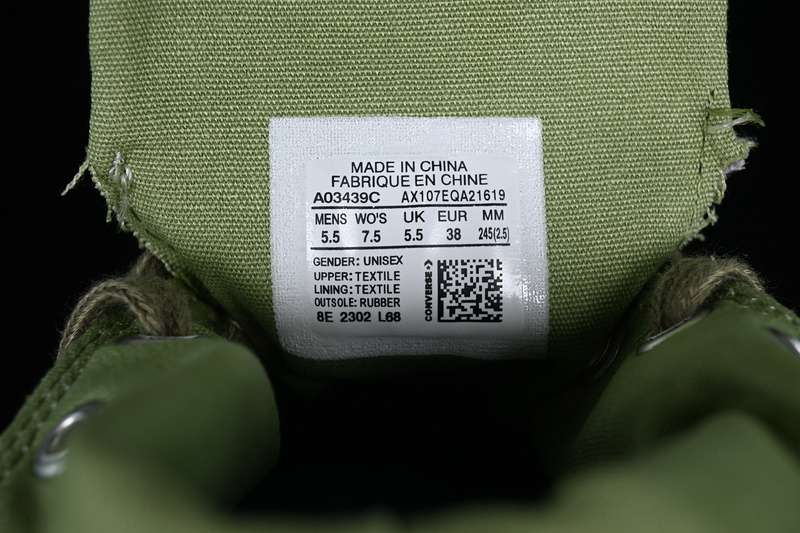 MADE IN CHINA
FABRIQUE EN CHINE
A03439C AX107EQA21619
MENS WO'S UK EUR MM
5.5 7.5 5.5 38 245(2.5)
GENDER: UNISEX
UPPER: TEXTILE
LINING: TEXTILE
OUTSOLE: RUBBER
8E 2302 L68
CONVERSE